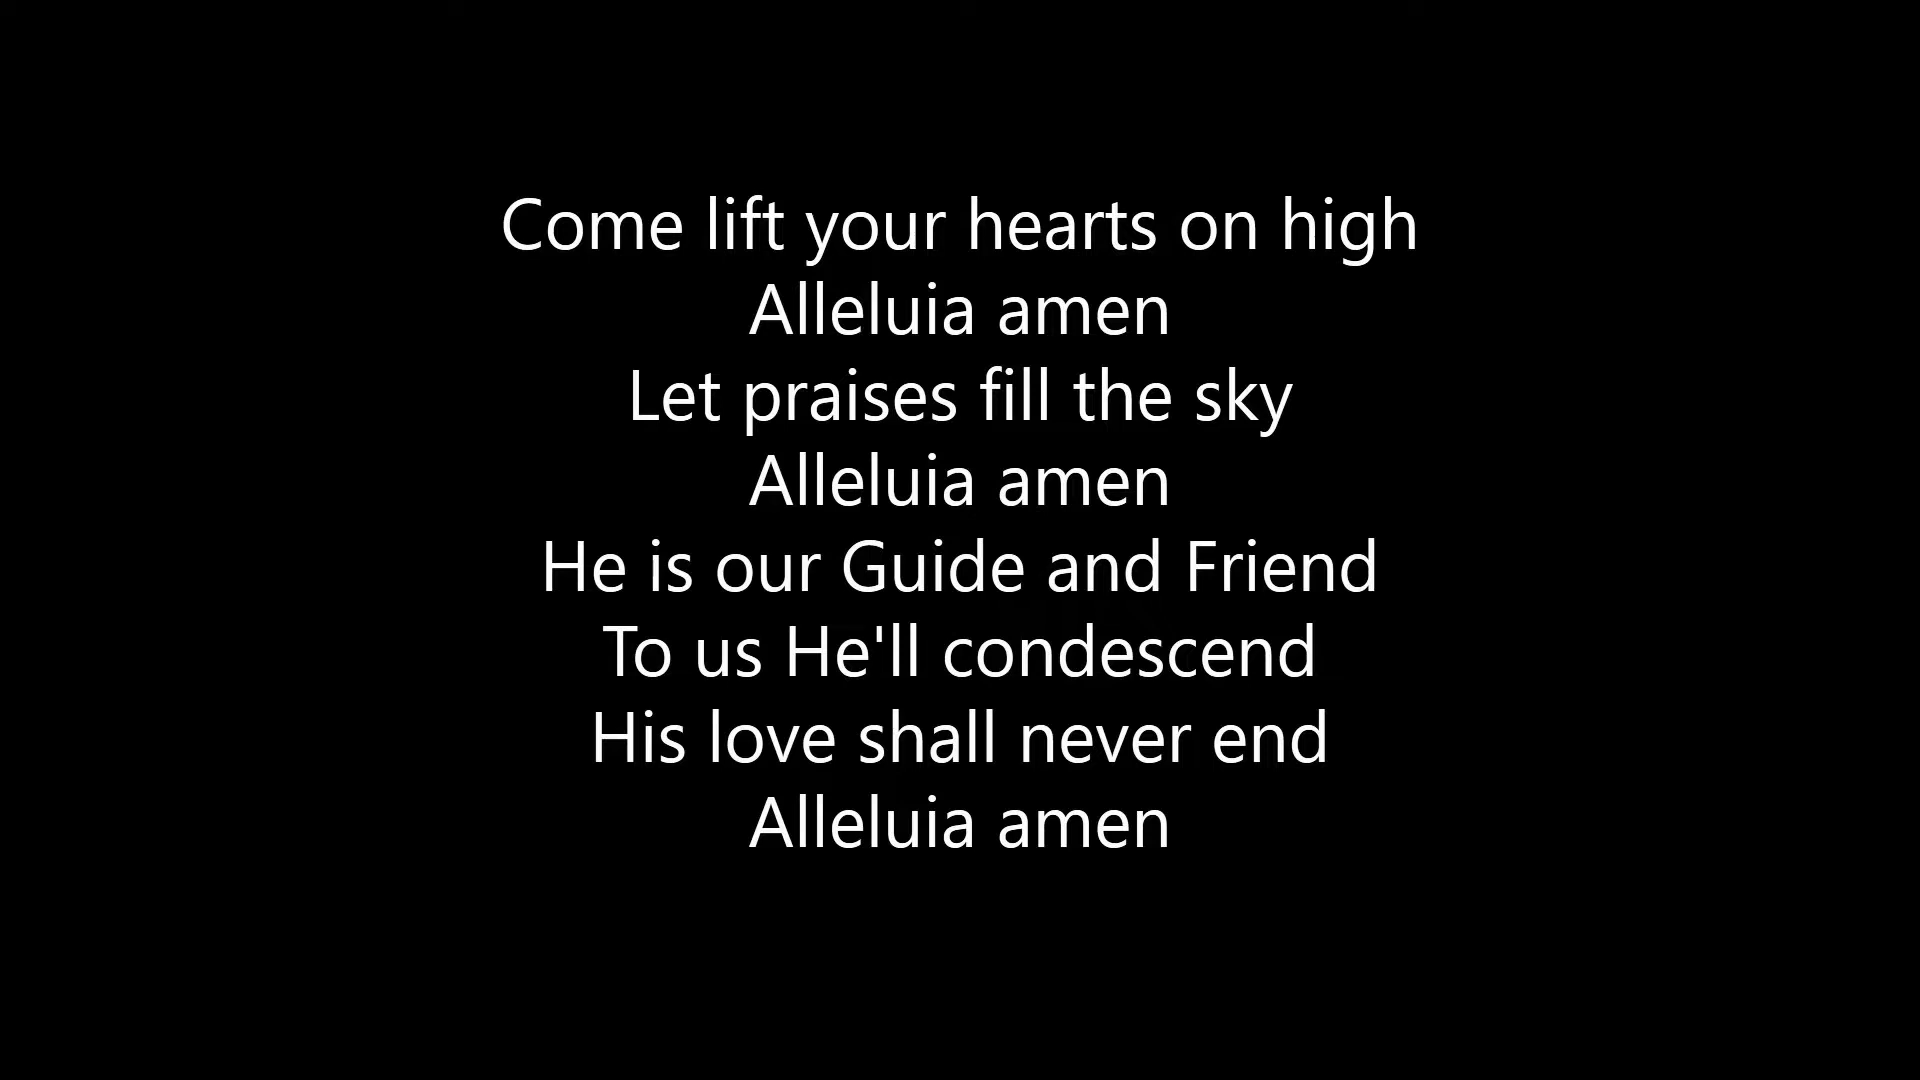 Come lift your hearts on high
Alleluia amen
Let praises fill the sky
Alleluia amen
He is our Guide and Friend
To us He'll condescend
His love shall never end
Alleluia amen